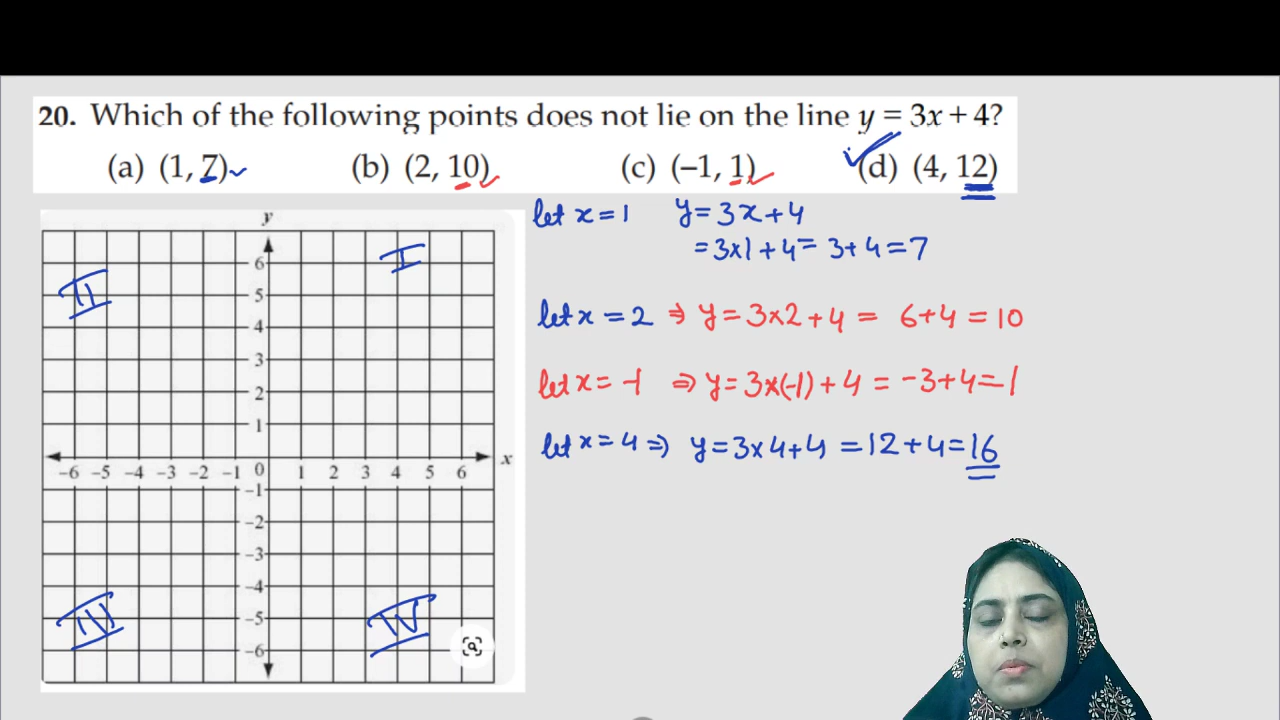 20. Which of the following points does not lie on the line y = 3x + 4?
(a) (1, 7) (b) (2, 10) (c) (−1, 1) (d) (4, 12)
let x = 1 y = 3x + 4
= 3×1 + 4 = 3 + 4 = 7
let x = 2 ⇒ y = 3×2 + 4 = 6 + 4 = 10
let x = -1 ⇒ y = 3×(-1) + 4 = -3 + 4 = 1
let x = 4 ⇒ y = 3×4 + 4 = 12 + 4 = 16
y
I
6
II
5
4
3
2
1
x
−6 −5 −4 −3 −2 −1 0 1 2 3 4 5 6
−1
−2
−3
−4
III −5 IV
−6